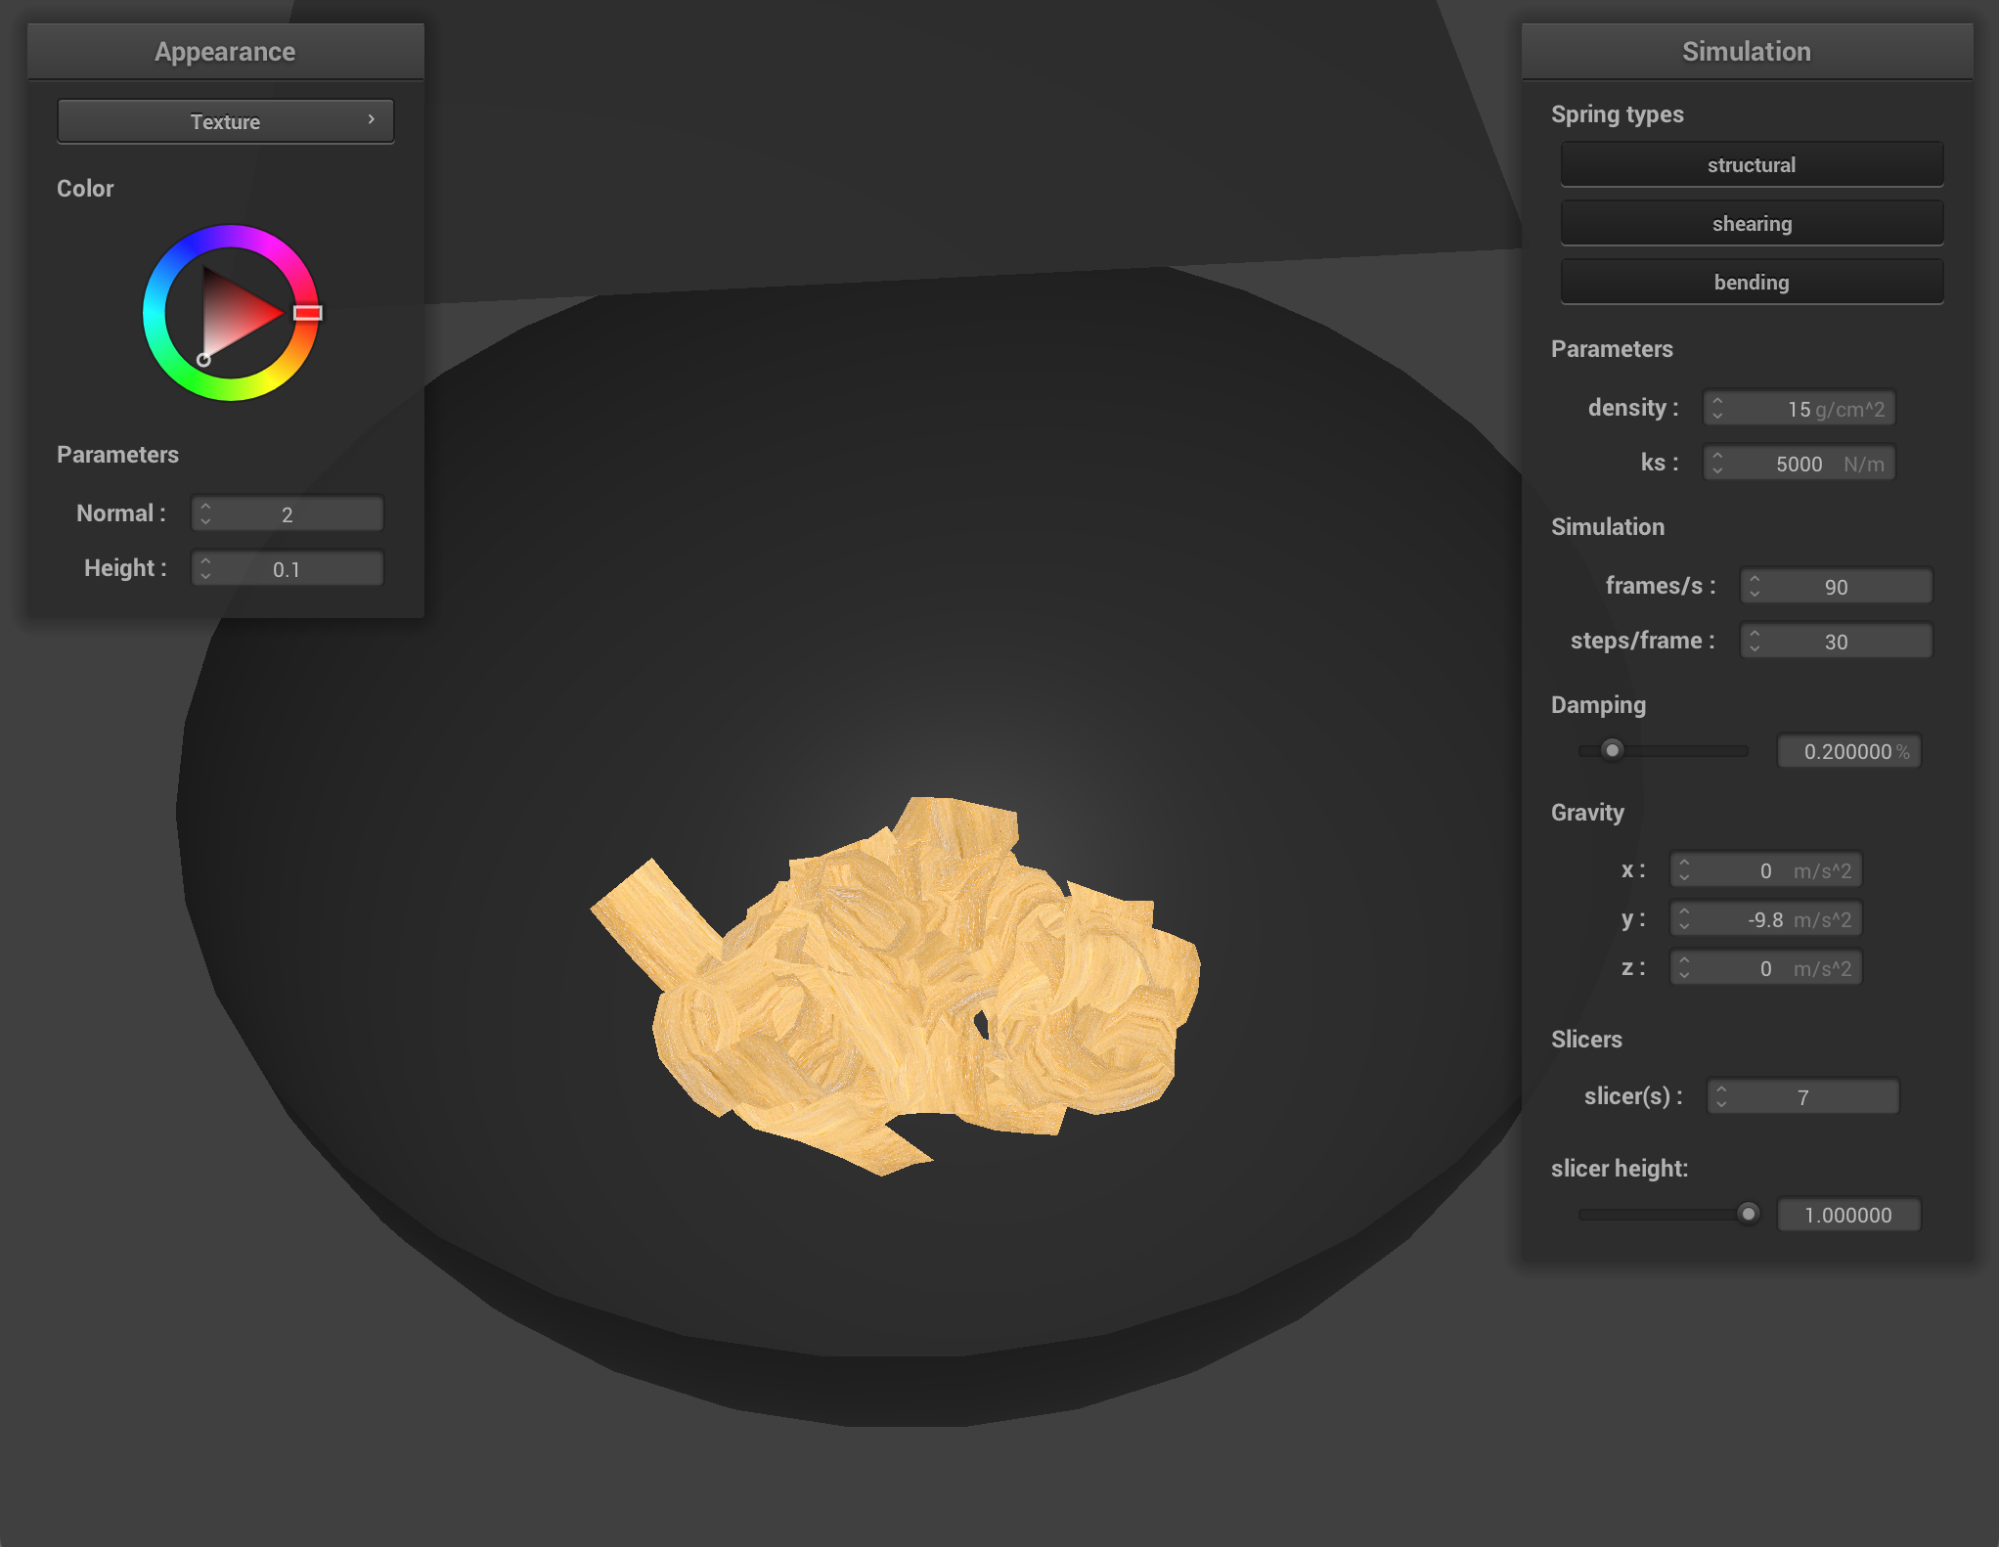 Appearance
Texture
Color
Parameters
Normal : 2
Height : 0.1
Simulation
Spring types
structural
shearing
bending
Parameters
density : 15 g/cm^2
ks : 5000 N/m
Simulation
frames/s : 90
steps/frame : 30
Damping
0.200000 %
Gravity
x : 0 m/s^2
y : -9.8 m/s^2
z : 0 m/s^2
Slicers
slicer(s) : 7
slicer height:
1.000000